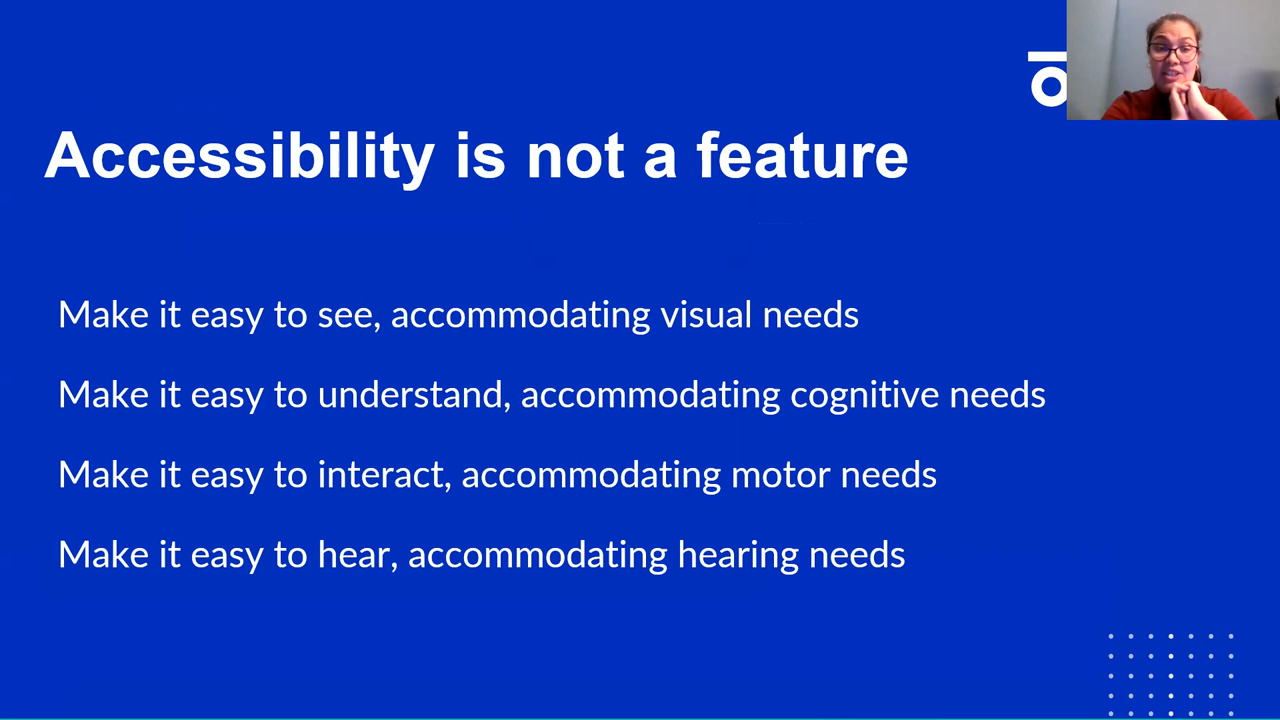 Accessibility is not a feature
Make it easy to see, accommodating visual needs
Make it easy to understand, accommodating cognitive needs
Make it easy to interact, accommodating motor needs
Make it easy to hear, accommodating hearing needs